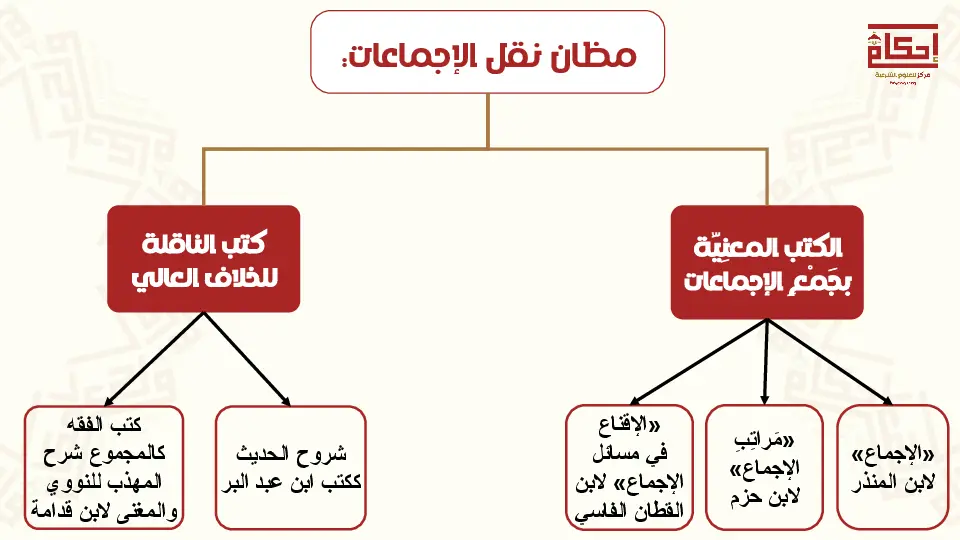 مظان نقل الإجماعات:
إحكام
مركز للعلوم الشرعية
الكتب المعنِيّة
بجَمْعِ الإجماعات
كتب الناقلة
للخلاف العالي
«الإجماع»
لابن المنذر
«مَراتِبِ
الإجماع»
لابن حزم
«الإقناع
في مسائل
الإجماع» لابن
القطان الفاسي
شروح الحديث
ككتب ابن عبد البر
كتب الفقه
كالمجموع شرح
المهذب للنووي
والمغنى لابن قدامة